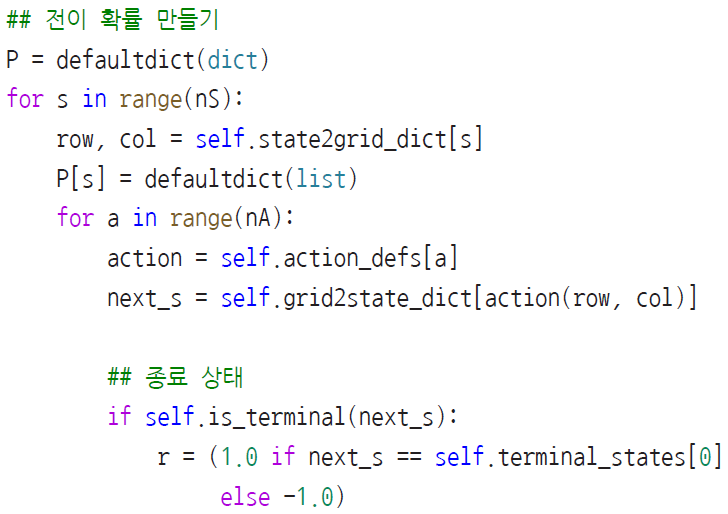 ## 전이 확률 만들기
P = defaultdict(dict)
for s in range(nS):
    row, col = self.state2grid_dict[s]
    P[s] = defaultdict(list)
    for a in range(nA):
        action = self.action_defs[a]
        next_s = self.grid2state_dict[action(row, col)]

        ## 종료 상태
        if self.is_terminal(next_s):
            r = (1.0 if next_s == self.terminal_states[0]
                 else -1.0)